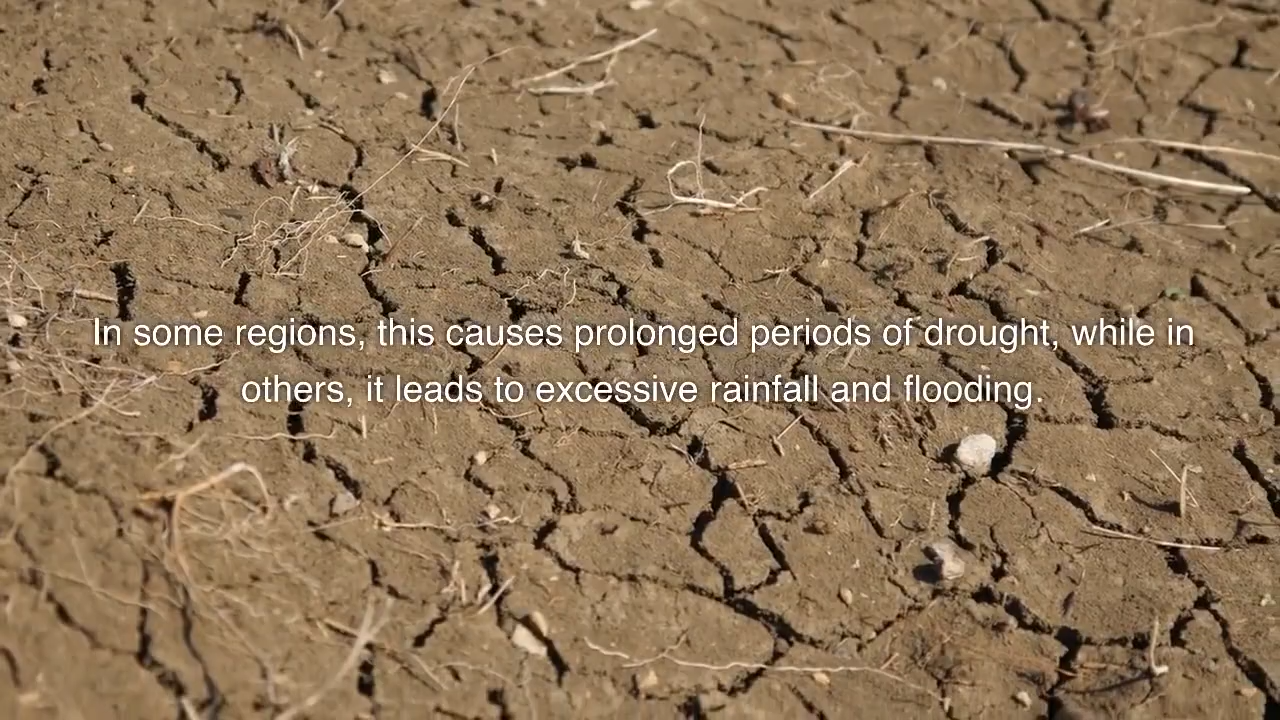 In some regions, this causes prolonged periods of drought, while in
others, it leads to excessive rainfall and flooding.